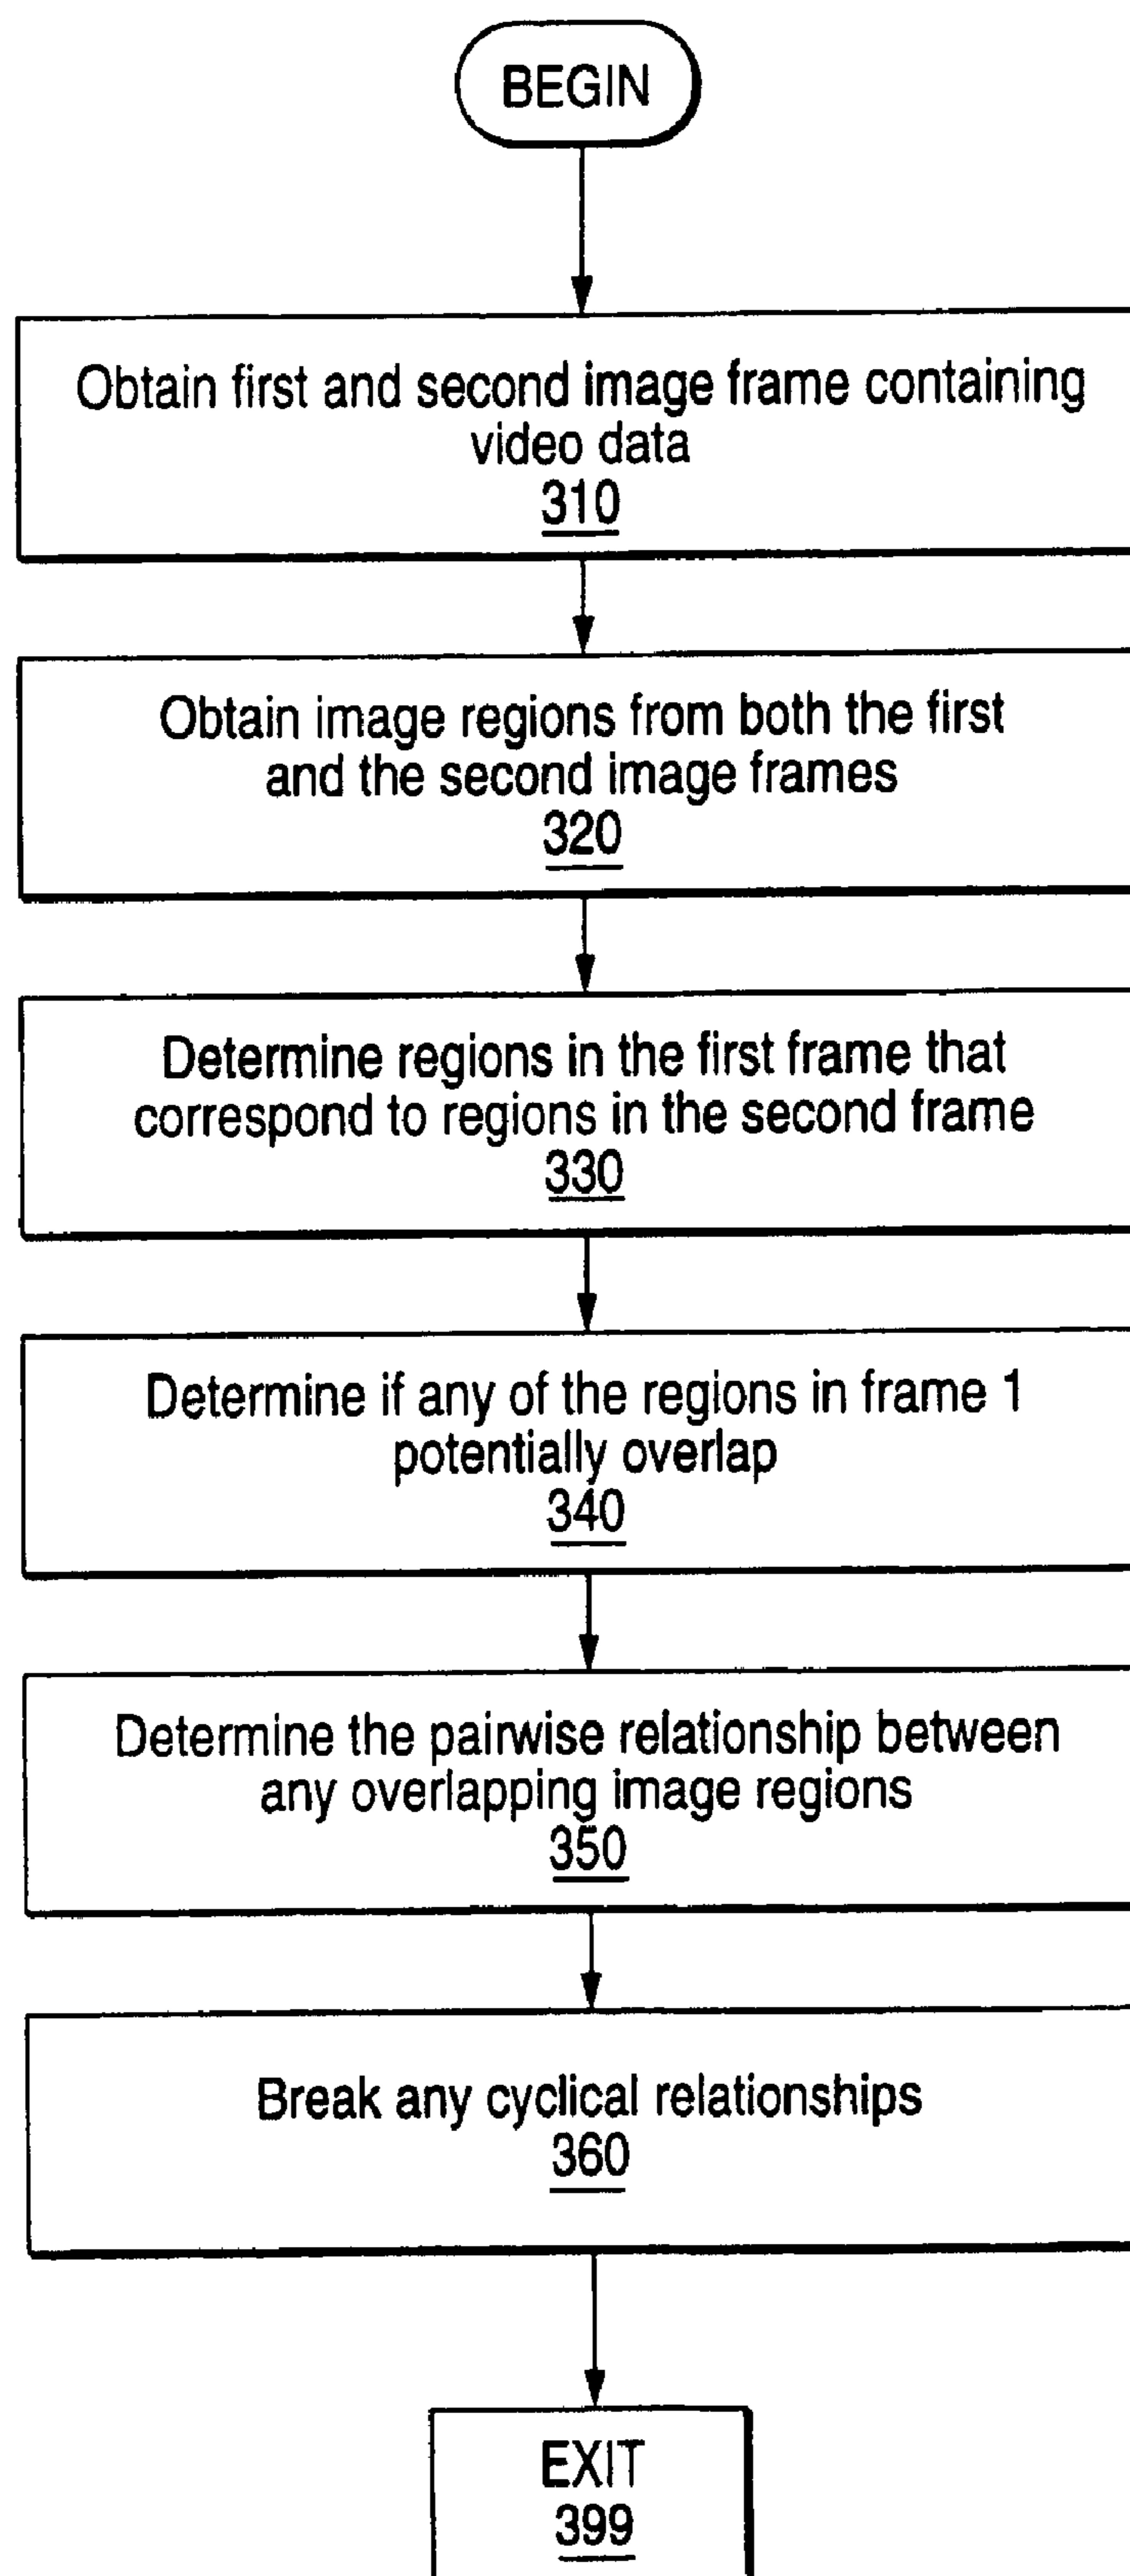 BEGIN
Obtain first and second image frame containing
video data
310
Obtain image regions from both the first
and the second image frames
320
Determine regions in the first frame that
correspond to regions in the second frame
330
Determine if any of the regions in frame 1
potentially overlap
340
Determine the pairwise relationship between
any overlapping image regions
350
Break any cyclical relationships
360
EXIT
399